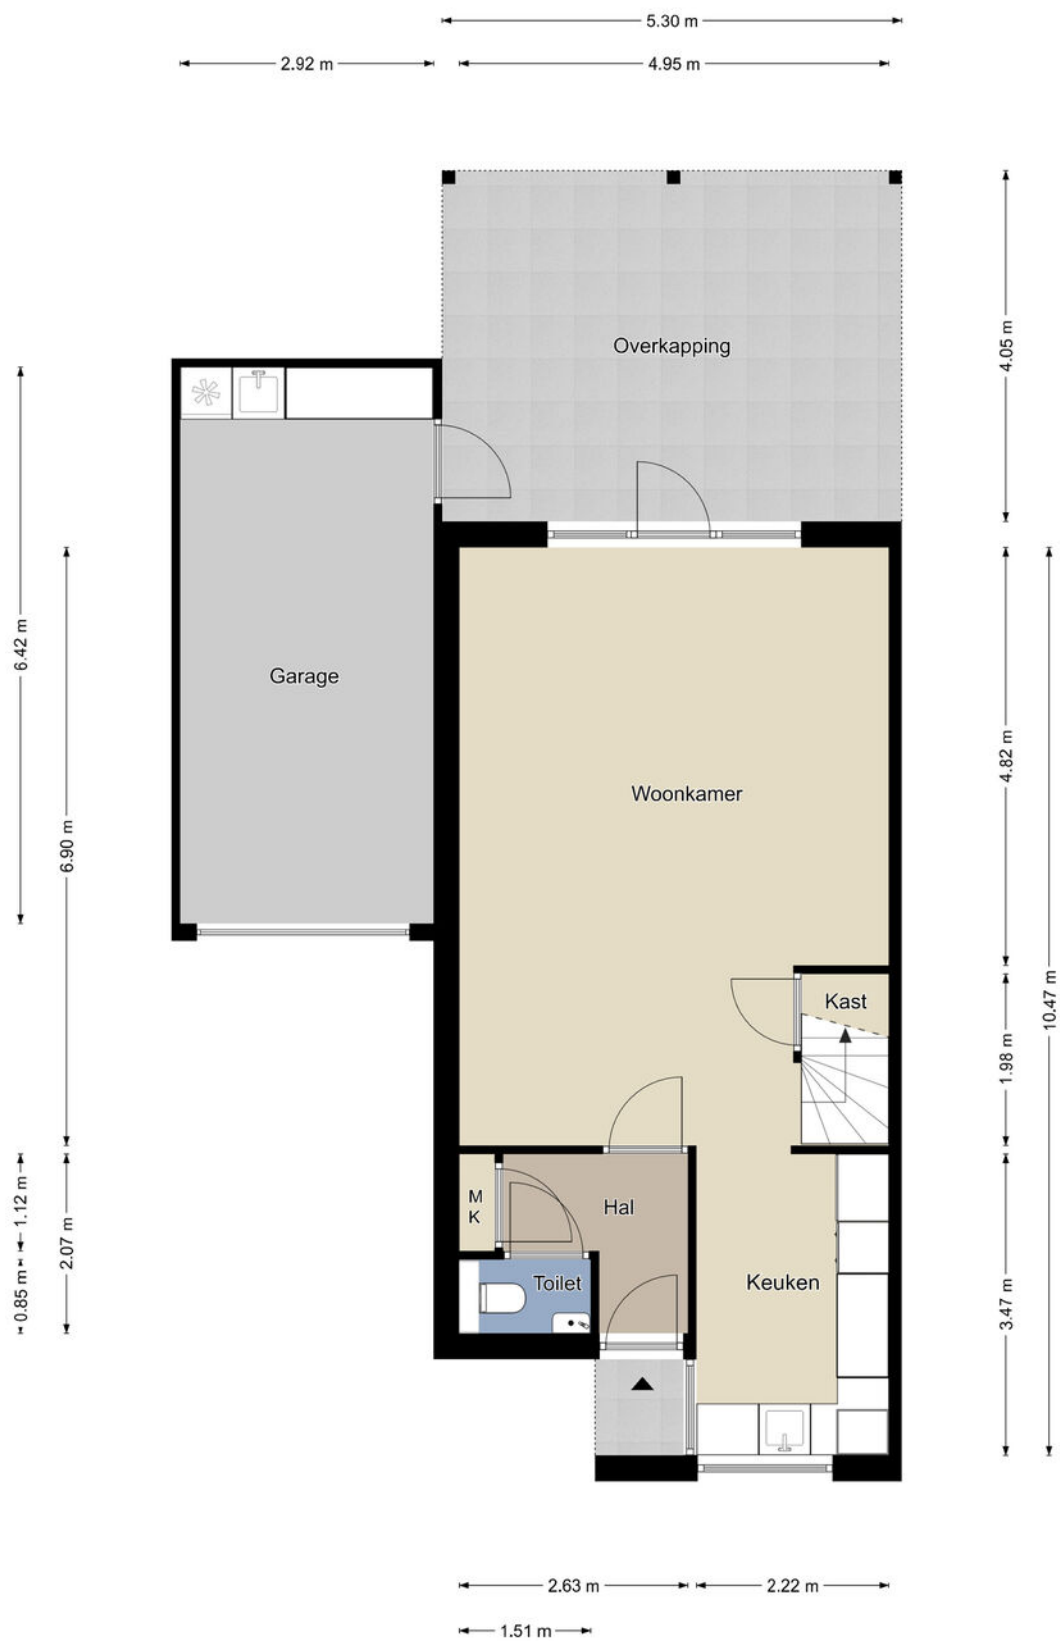 5.30 m
2.92 m
4.95 m
Overkapping
4.05 m
6.42 m
Garage
4.82 m
Woonkamer
6.90 m
10.47 m
Kast
1.98 m
M
K
Hal
1.12 m
2.07 m
Toilet
Keuken
0.85 m
3.47 m
2.63 m
2.22 m
1.51 m